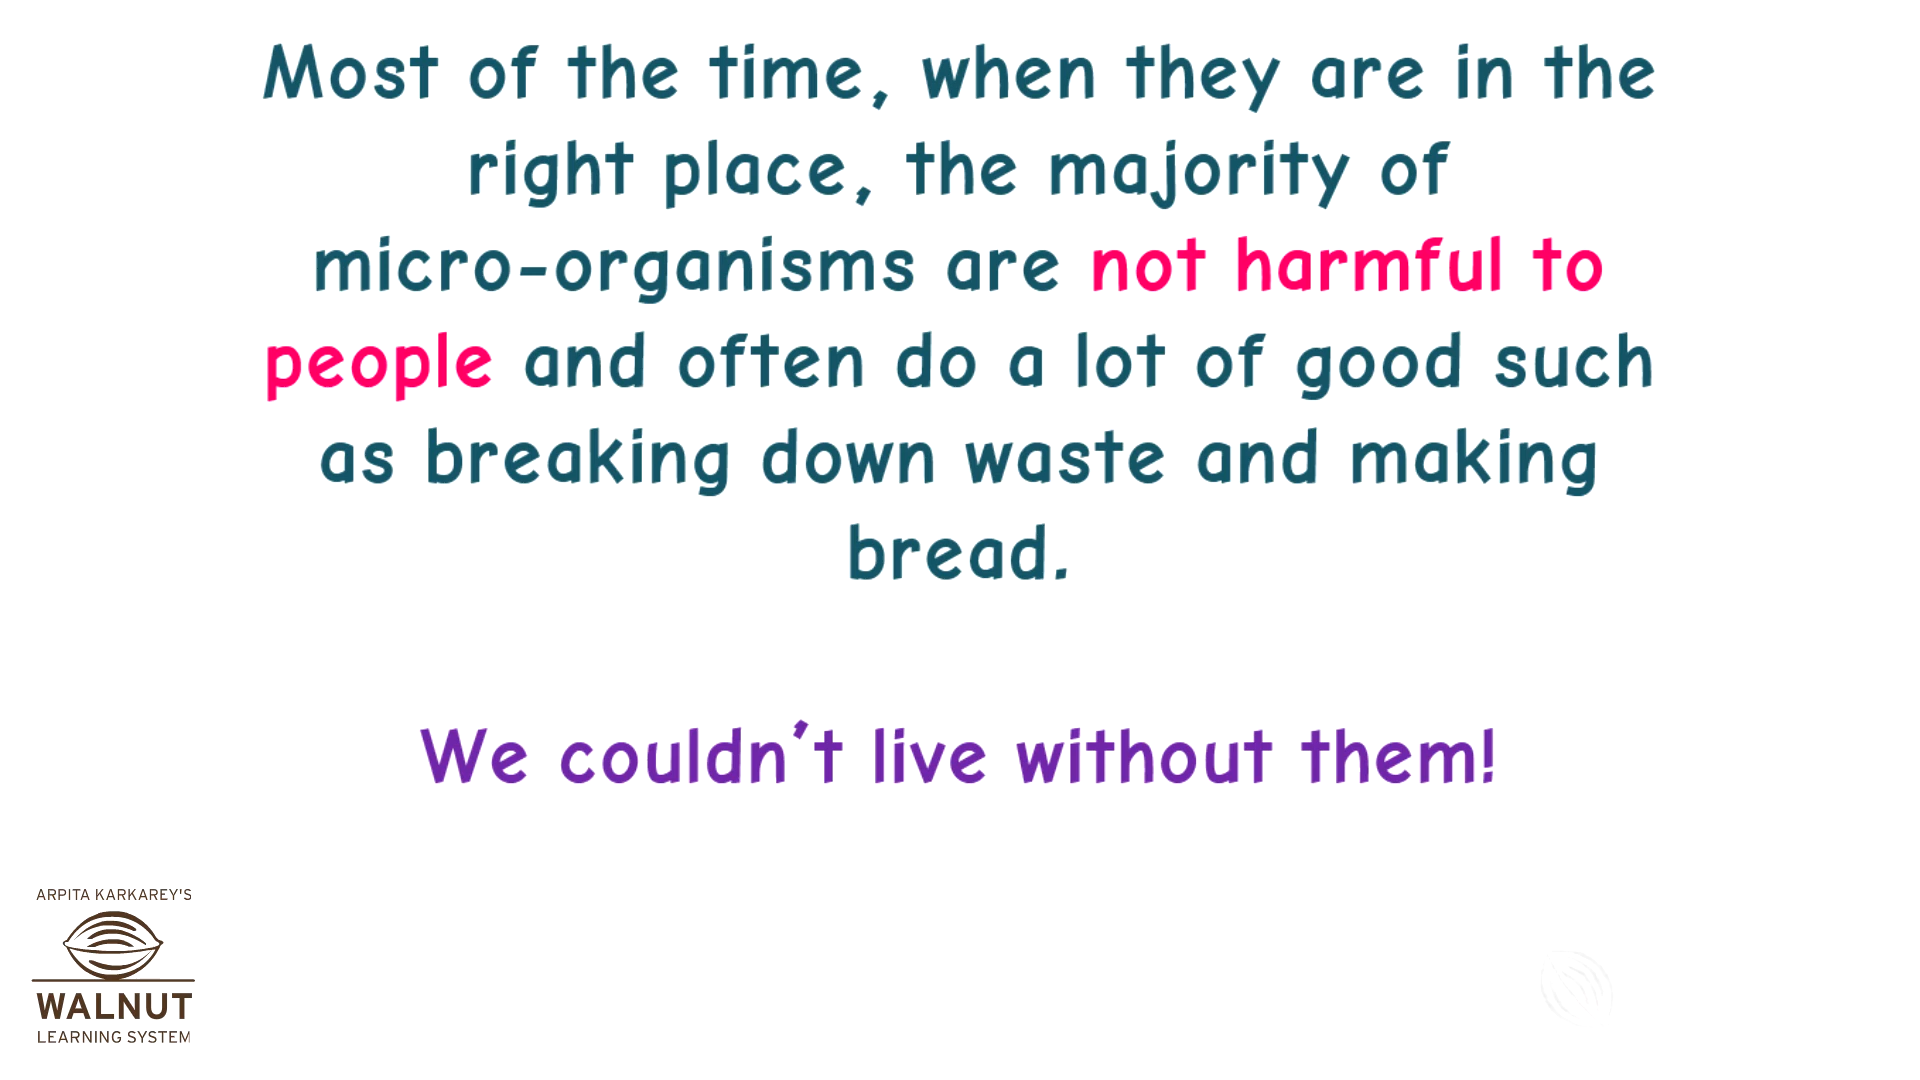 Most of the time, when they are in the
right place, the majority of
micro-organisms are not harmful to
people and often do a lot of good such
as breaking down waste and making
bread.
We couldn't live without them!
ARPITA KARKAREY'S
WALNUT
LEARNING SYSTEM